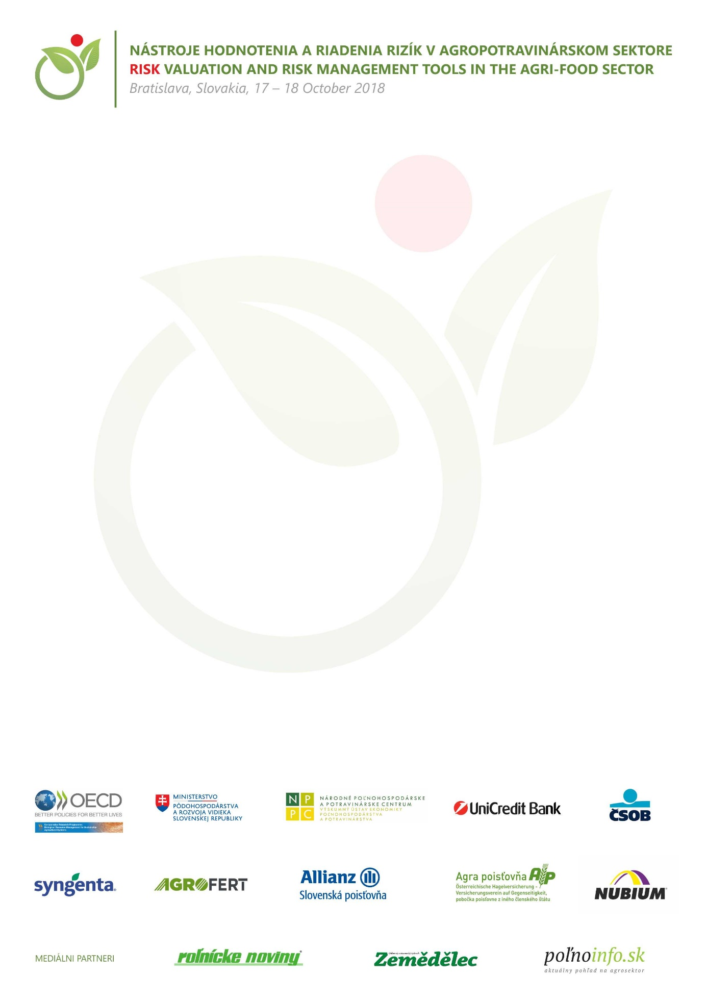 NÁSTROJE HODNOTENIA A RIADENIA RIZÍK V AGROPOTRAVINÁRSKOM SEKTORE
RISK VALUATION AND RISK MANAGEMENT TOOLS IN THE AGRI-FOOD SECTOR
Bratislava, Slovakia, 17 – 18 October 2018
OECD
BETTER POLICIES FOR BETTER LIVES
Co-operative Research Programme:
Biological Resource Management for Sustainable
Agricultural Systems
MINISTERSTVO
PÔDOHOSPODÁRSTVA
A ROZVOJA VIDIEKA
SLOVENSKEJ REPUBLIKY
N P
P C
NÁRODNÉ POĽNOHOSPODÁRSKE
A POTRAVINÁRSKE CENTRUM
VÝSKUMNÝ ÚSTAV EKONOMIKY
POĽNOHOSPODÁRSTVA
A POTRAVINÁRSTVA
UniCredit Bank
ČSOB
syngenta®
AGROFERT
Allianz
Slovenská poisťovňa
Agra poisťovňa AP
Österreichische Hagelversicherung -
Versicherungsverein auf Gegenseitigkeit,
pobočka poisťovne z iného členského štátu
NUBIUM®
MEDIÁLNI PARTNERI
roľnícke noviny®
Zemědělec
poľnoinfo.sk
aktuálny pohľad na agrosektor